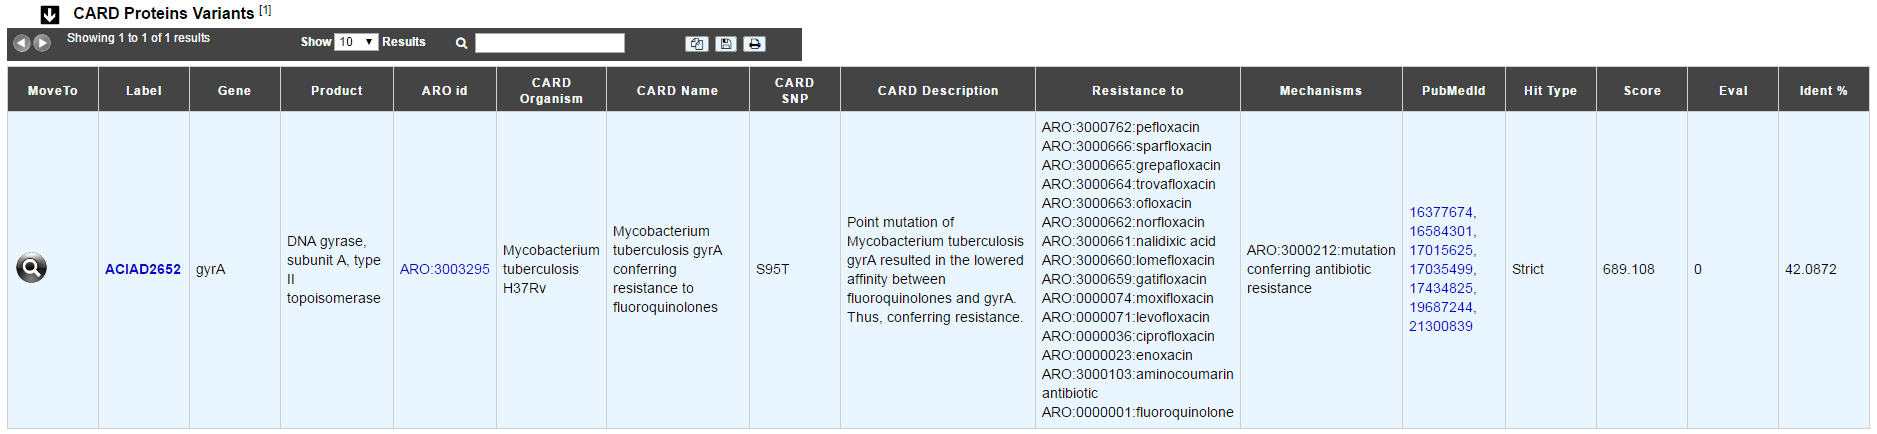 CARD Proteins Variants [1]
Showing 1 to 1 of 1 results
Show 10 Results
MoveTo
Label
Gene
Product
ARO id
CARD
Organism
CARD Name
CARD
SNP
CARD Description
Resistance to
Mechanisms
PubMedId
Hit Type
Score
Eval
Ident %
ACIAD2652
gyrA
DNA gyrase,
subunit A, type
II
topoisomerase
ARO:3003295
Mycobacterium
tuberculosis
H37Rv
Mycobacterium
tuberculosis gyrA
conferring
resistance to
fluoroquinolones
S95T
Point mutation of
Mycobacterium tuberculosis
gyrA resulted in the lowered
affinity between
fluoroquinolones and gyrA.
Thus, conferring resistance.
ARO:3000762:pefloxacin
ARO:3000666:sparfloxacin
ARO:3000665:grepafloxacin
ARO:3000664:trovafloxacin
ARO:3000663:ofloxacin
ARO:3000662:norfloxacin
ARO:3000661:nalidixic acid
ARO:3000660:lomefloxacin
ARO:3000659:gatifloxacin
ARO:0000074:moxifloxacin
ARO:0000071:levofloxacin
ARO:0000036:ciprofloxacin
ARO:0000023:enoxacin
ARO:3000103:aminocoumarin
antibiotic
ARO:0000001:fluoroquinolone
ARO:3000212:mutation
conferring antibiotic
resistance
16377674,
16584301,
17015625,
17035499,
17434825,
19687244,
21300839
Strict
689.108
0
42.0872